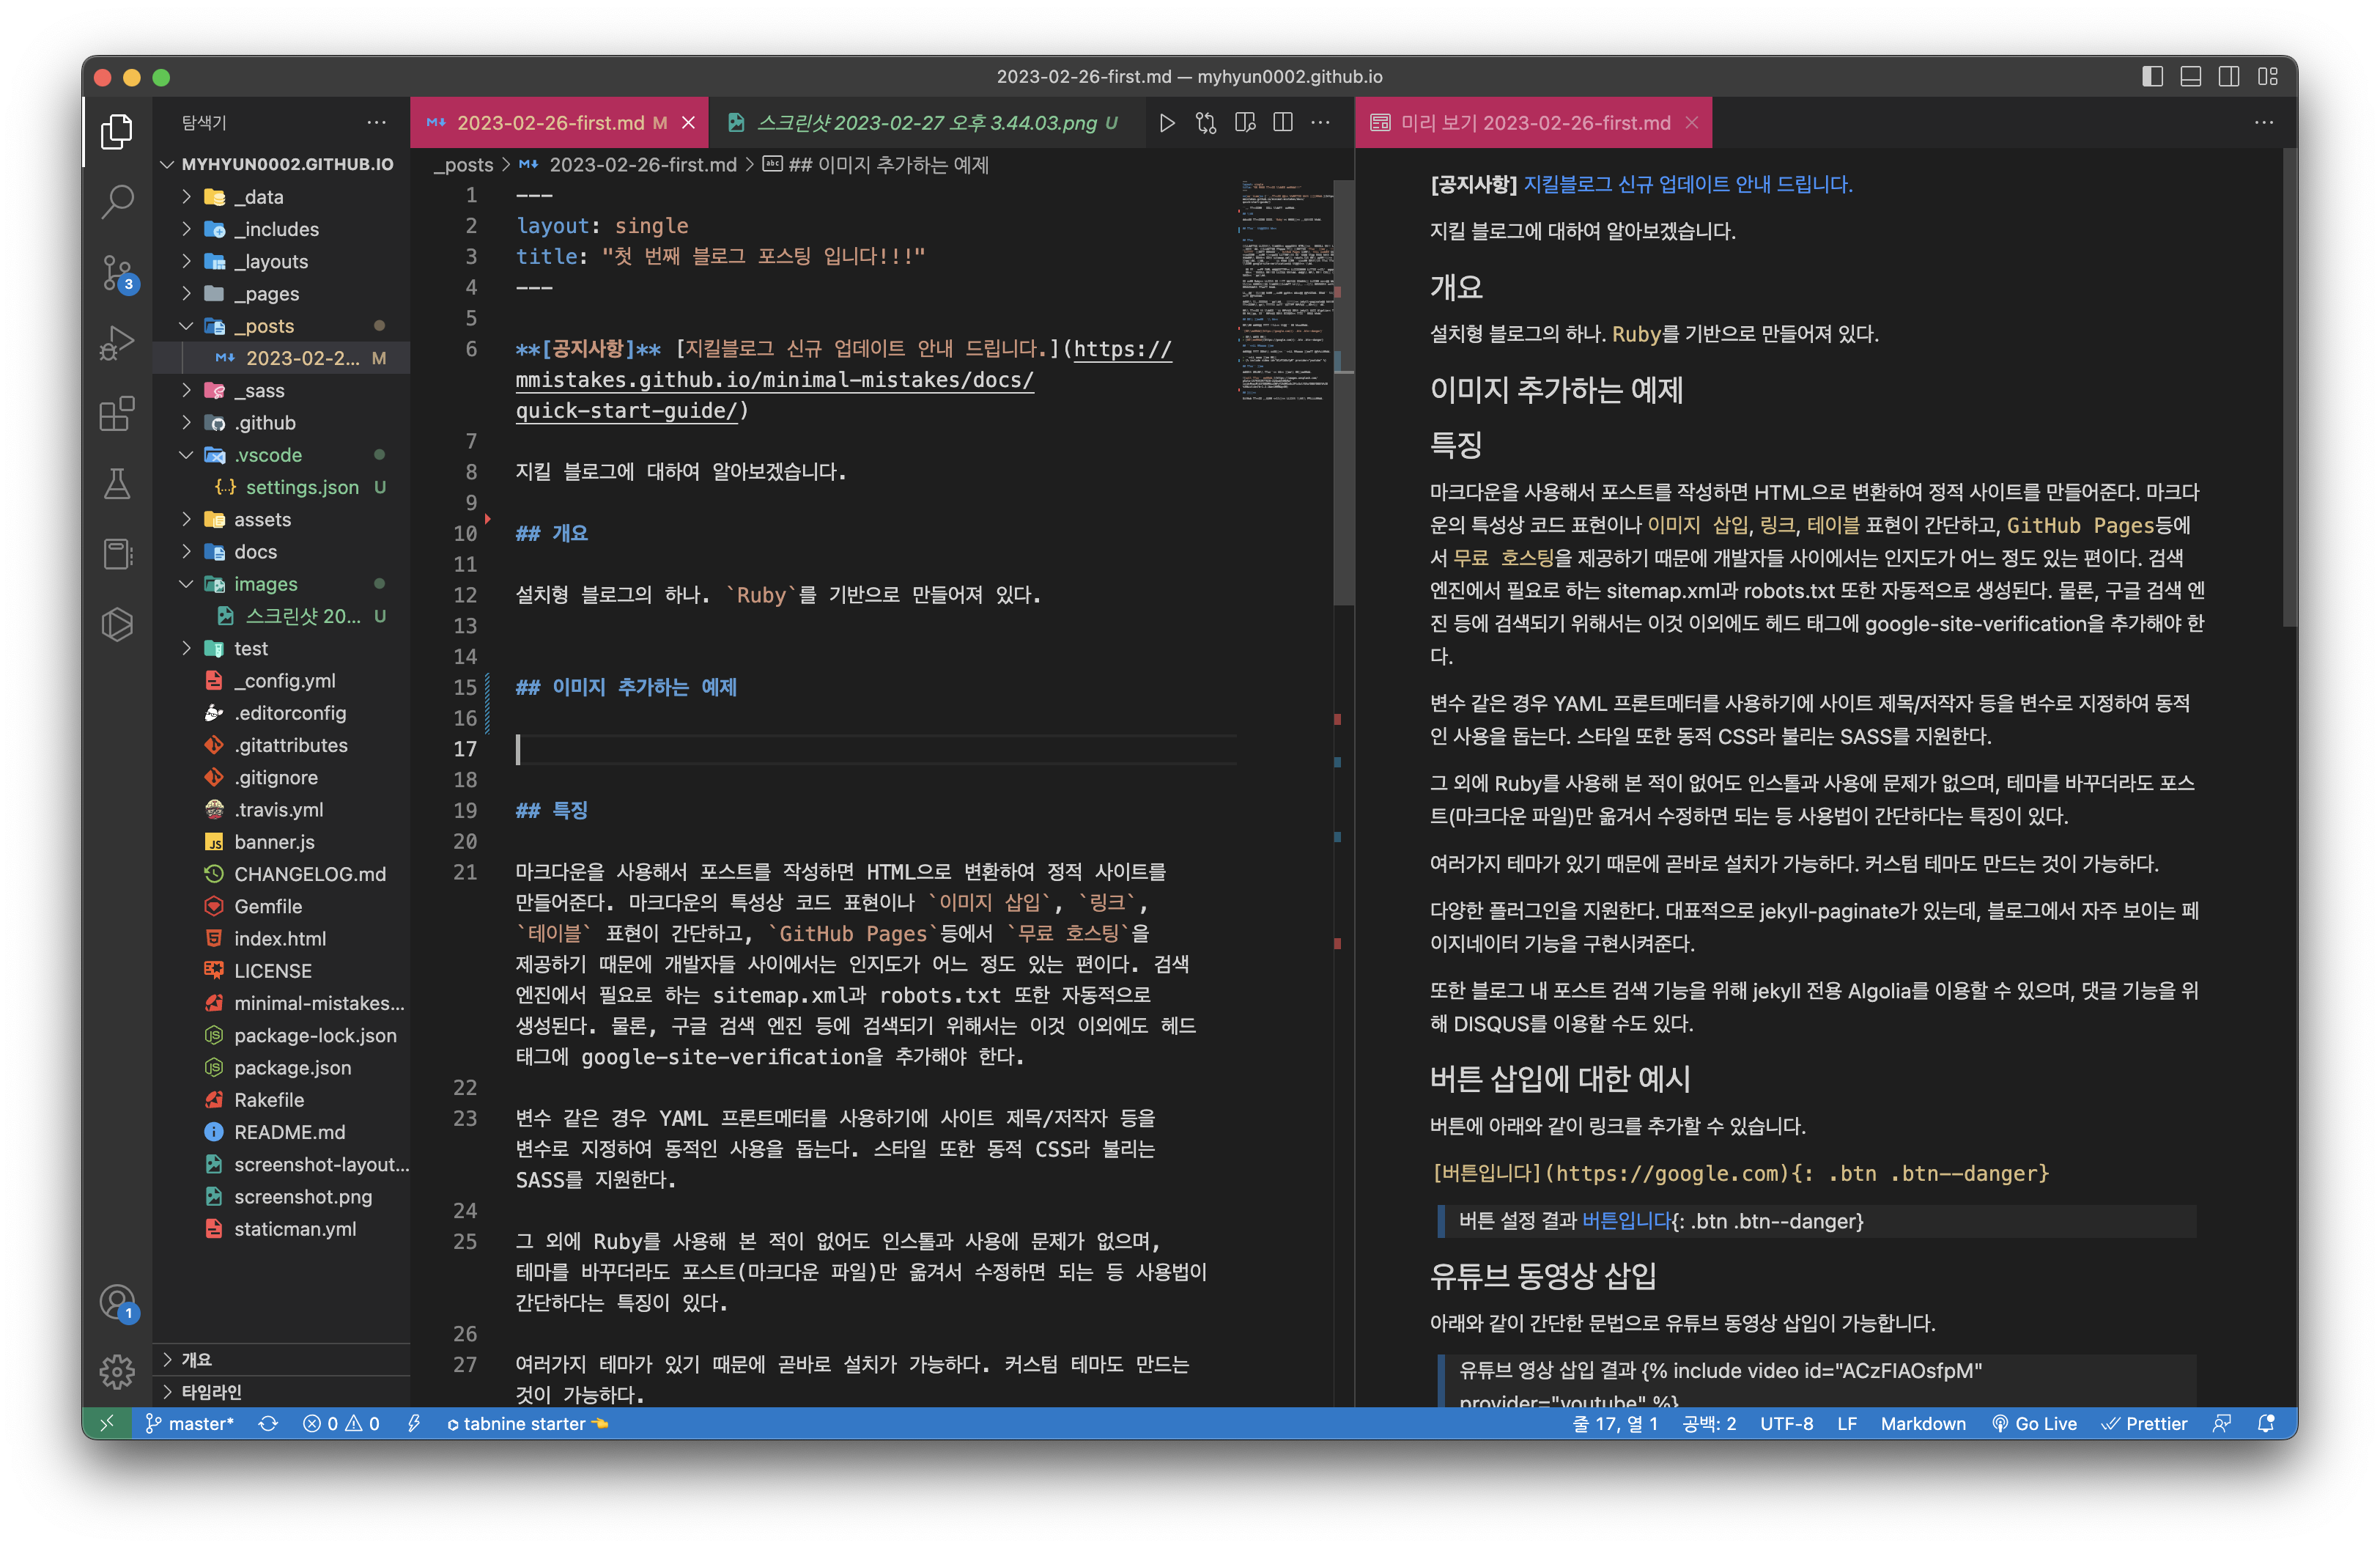 2023-02-26-first.md — myhyun0002.github.io
탐색기
MYHYUN0002.GITHUB.IO
_data
_includes
_layouts
_pages
_posts
2023-02-2... M
_sass
.github
.vscode
settings.json U
assets
docs
images
스크린샷 20... U
test
_config.yml
.editorconfig
.gitattributes
.gitignore
.travis.yml
banner.js
CHANGELOG.md
Gemfile
index.html
LICENSE
minimal-mistakes...
package-lock.json
package.json
Rakefile
README.md
screenshot-layout...
screenshot.png
staticman.yml
개요
타임라인
3
1
2023-02-26-first.md M
스크린샷 2023-02-27 오후 3.44.03.png U
_posts > 2023-02-26-first.md > ## 이미지 추가하는 예제
1 ---
2 layout: single
3 title: "첫 번째 블로그 포스팅 입니다!!!"
4 ---
5
6 **[공지사항]** [지킬블로그 신규 업데이트 안내 드립니다.](https://
mmistakes.github.io/minimal-mistakes/docs/
quick-start-guide/)
7
8 지킬 블로그에 대하여 알아보겠습니다.
9
10 ## 개요
11
12 설치형 블로그의 하나. `Ruby`를 기반으로 만들어져 있다.
13
14
15 ## 이미지 추가하는 예제
16
17
18
19 ## 특징
20
21 마크다운을 사용해서 포스트를 작성하면 HTML으로 변환하여 정적 사이트를
만들어준다. 마크다운의 특성상 코드 표현이나 `이미지 삽입`, `링크`,
`테이블` 표현이 간단하고, `GitHub Pages`등에서 `무료 호스팅`을
제공하기 때문에 개발자들 사이에서는 인지도가 어느 정도 있는 편이다. 검색
엔진에서 필요로 하는 sitemap.xml과 robots.txt 또한 자동적으로
생성된다. 물론, 구글 검색 엔진 등에 검색되기 위해서는 이것 이외에도 헤드
태그에 google-site-verification을 추가해야 한다.
22
23 변수 같은 경우 YAML 프론트메터를 사용하기에 사이트 제목/저작자 등을
변수로 지정하여 동적인 사용을 돕는다. 스타일 또한 동적 CSS라 불리는
SASS를 지원한다.
24
25 그 외에 Ruby를 사용해 본 적이 없어도 인스톨과 사용에 문제가 없으며,
테마를 바꾸더라도 포스트(마크다운 파일)만 옮겨서 수정하면 되는 등 사용법이
간단하다는 특징이 있다.
26
27 여러가지 테마가 있기 때문에 곧바로 설치가 가능하다. 커스텀 테마도 만드는
것이 가능하다.
미리 보기 2023-02-26-first.md
[공지사항] 지킬블로그 신규 업데이트 안내 드립니다.
지킬 블로그에 대하여 알아보겠습니다.
개요
설치형 블로그의 하나. Ruby를 기반으로 만들어져 있다.
이미지 추가하는 예제
특징
마크다운을 사용해서 포스트를 작성하면 HTML으로 변환하여 정적 사이트를 만들어준다. 마크다
운의 특성상 코드 표현이나 이미지 삽입, 링크, 테이블 표현이 간단하고, GitHub Pages등에
서 무료 호스팅을 제공하기 때문에 개발자들 사이에서는 인지도가 어느 정도 있는 편이다. 검색
엔진에서 필요로 하는 sitemap.xml과 robots.txt 또한 자동적으로 생성된다. 물론, 구글 검색 엔
진 등에 검색되기 위해서는 이것 이외에도 헤드 태그에 google-site-verification을 추가해야 한
다.
변수 같은 경우 YAML 프론트메터를 사용하기에 사이트 제목/저작자 등을 변수로 지정하여 동적
인 사용을 돕는다. 스타일 또한 동적 CSS라 불리는 SASS를 지원한다.
그 외에 Ruby를 사용해 본 적이 없어도 인스톨과 사용에 문제가 없으며, 테마를 바꾸더라도 포스
트(마크다운 파일)만 옮겨서 수정하면 되는 등 사용법이 간단하다는 특징이 있다.
여러가지 테마가 있기 때문에 곧바로 설치가 가능하다. 커스텀 테마도 만드는 것이 가능하다.
다양한 플러그인을 지원한다. 대표적으로 jekyll-paginate가 있는데, 블로그에서 자주 보이는 페
이지네이터 기능을 구현시켜준다.
또한 블로그 내 포스트 검색 기능을 위해 jekyll 전용 Algolia를 이용할 수 있으며, 댓글 기능을 위
해 DISQUS를 이용할 수도 있다.
버튼 삽입에 대한 예시
버튼에 아래와 같이 링크를 추가할 수 있습니다.
[버튼입니다](https://google.com){: .btn .btn--danger}
버튼 설정 결과 버튼입니다{: .btn .btn--danger}
유튜브 동영상 삽입
아래와 같이 간단한 문법으로 유튜브 동영상 삽입이 가능합니다.
유튜브 영상 삽입 결과 {% include video id="ACzFIAOsfpM"
provider="youtube" %}
master* 0 0 tabnine starter 줄 17, 열 1 공백: 2 UTF-8 LF Markdown Go Live Prettier